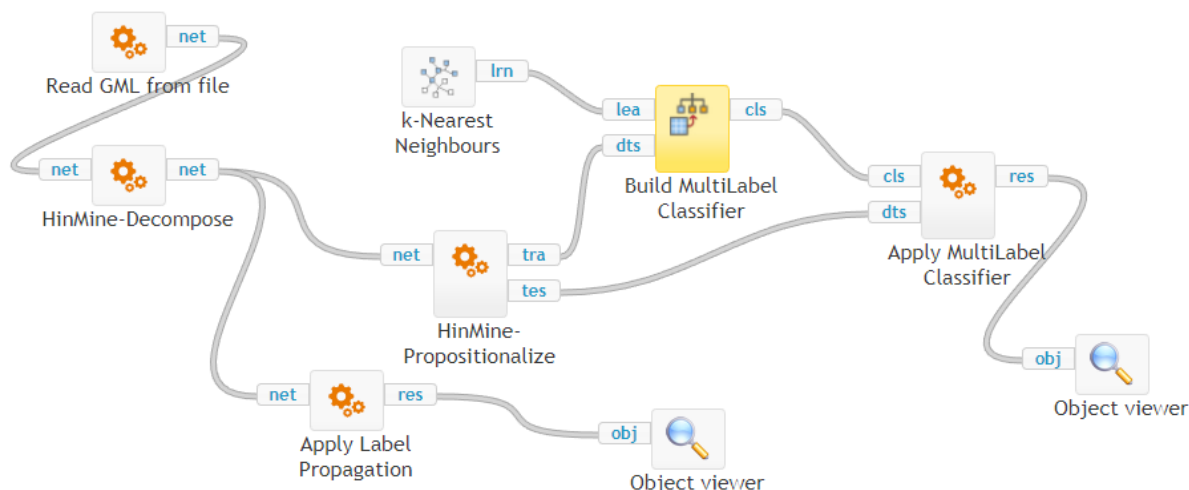 net
Read GML from file
lrn
k-Nearest
Neighbours
lea
cls
dts
Build MultiLabel
Classifier
net
net
HinMine-Decompose
cls
res
dts
Apply MultiLabel
Classifier
net
tra
tes
HinMine-
Propositionalize
obj
Object viewer
net
res
Apply Label
Propagation
obj
Object viewer